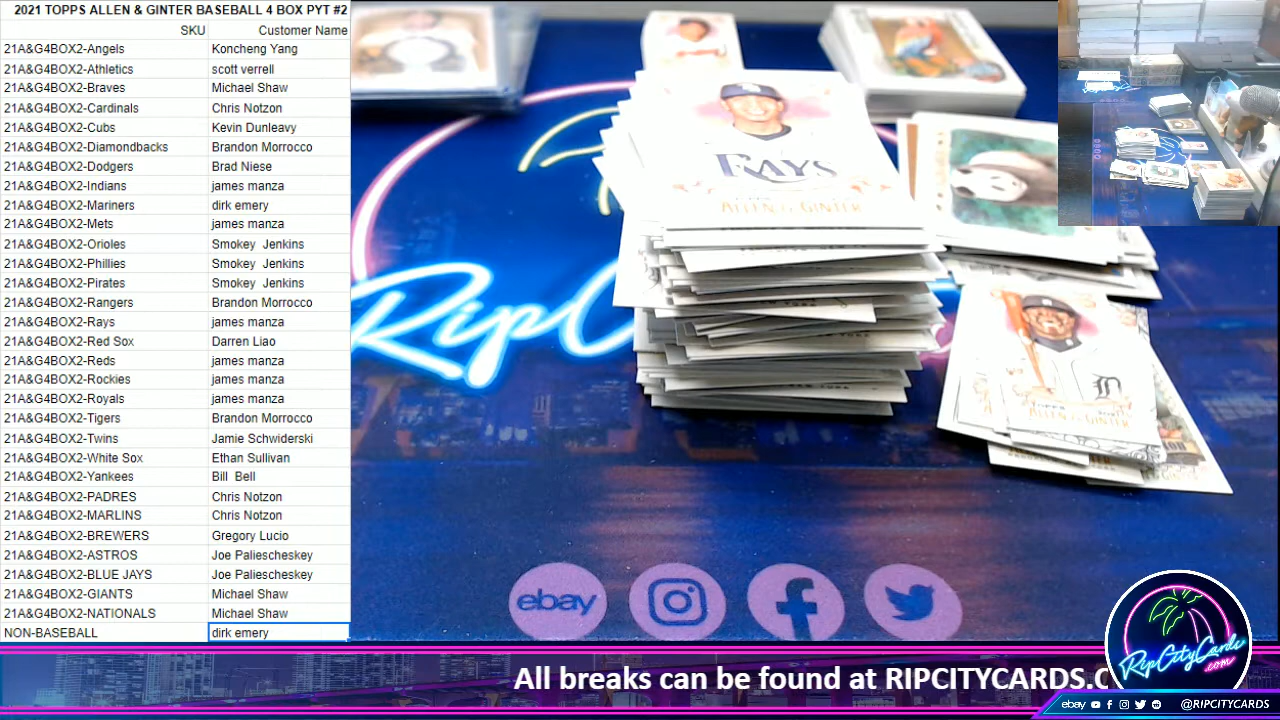 2021 TOPPS ALLEN & GINTER BASEBALL 4 BOX PYT #2
SKU Customer Name
21A&G4BOX2-Angels Koncheng Yang
21A&G4BOX2-Athletics scott verrell
21A&G4BOX2-Braves Michael Shaw
21A&G4BOX2-Cardinals Chris Notzon
21A&G4BOX2-Cubs Kevin Dunleavy
21A&G4BOX2-Diamondbacks Brandon Morrocco
21A&G4BOX2-Dodgers Brad Niese
21A&G4BOX2-Indians james manza
21A&G4BOX2-Mariners dirk emery
21A&G4BOX2-Mets james manza
21A&G4BOX2-Orioles Smokey Jenkins
21A&G4BOX2-Phillies Smokey Jenkins
21A&G4BOX2-Pirates Smokey Jenkins
21A&G4BOX2-Rangers Brandon Morrocco
21A&G4BOX2-Rays james manza
21A&G4BOX2-Red Sox Darren Liao
21A&G4BOX2-Reds james manza
21A&G4BOX2-Rockies james manza
21A&G4BOX2-Royals james manza
21A&G4BOX2-Tigers Brandon Morrocco
21A&G4BOX2-Twins Jamie Schwiderski
21A&G4BOX2-White Sox Ethan Sullivan
21A&G4BOX2-Yankees Bill Bell
21A&G4BOX2-PADRES Chris Notzon
21A&G4BOX2-MARLINS Chris Notzon
21A&G4BOX2-BREWERS Gregory Lucio
21A&G4BOX2-ASTROS Joe Paliescheskey
21A&G4BOX2-BLUE JAYS Joe Paliescheskey
21A&G4BOX2-GIANTS Michael Shaw
21A&G4BOX2-NATIONALS Michael Shaw
NON-BASEBALL dirk emery
RAYS
ALLEN & GINTER
Rip C
TOPPS
ALLEN & GINTER
ebay
All breaks can be found at RIPCITYCARDS.C
RipCityCards
.com
ebay @RIPCITYCARDS